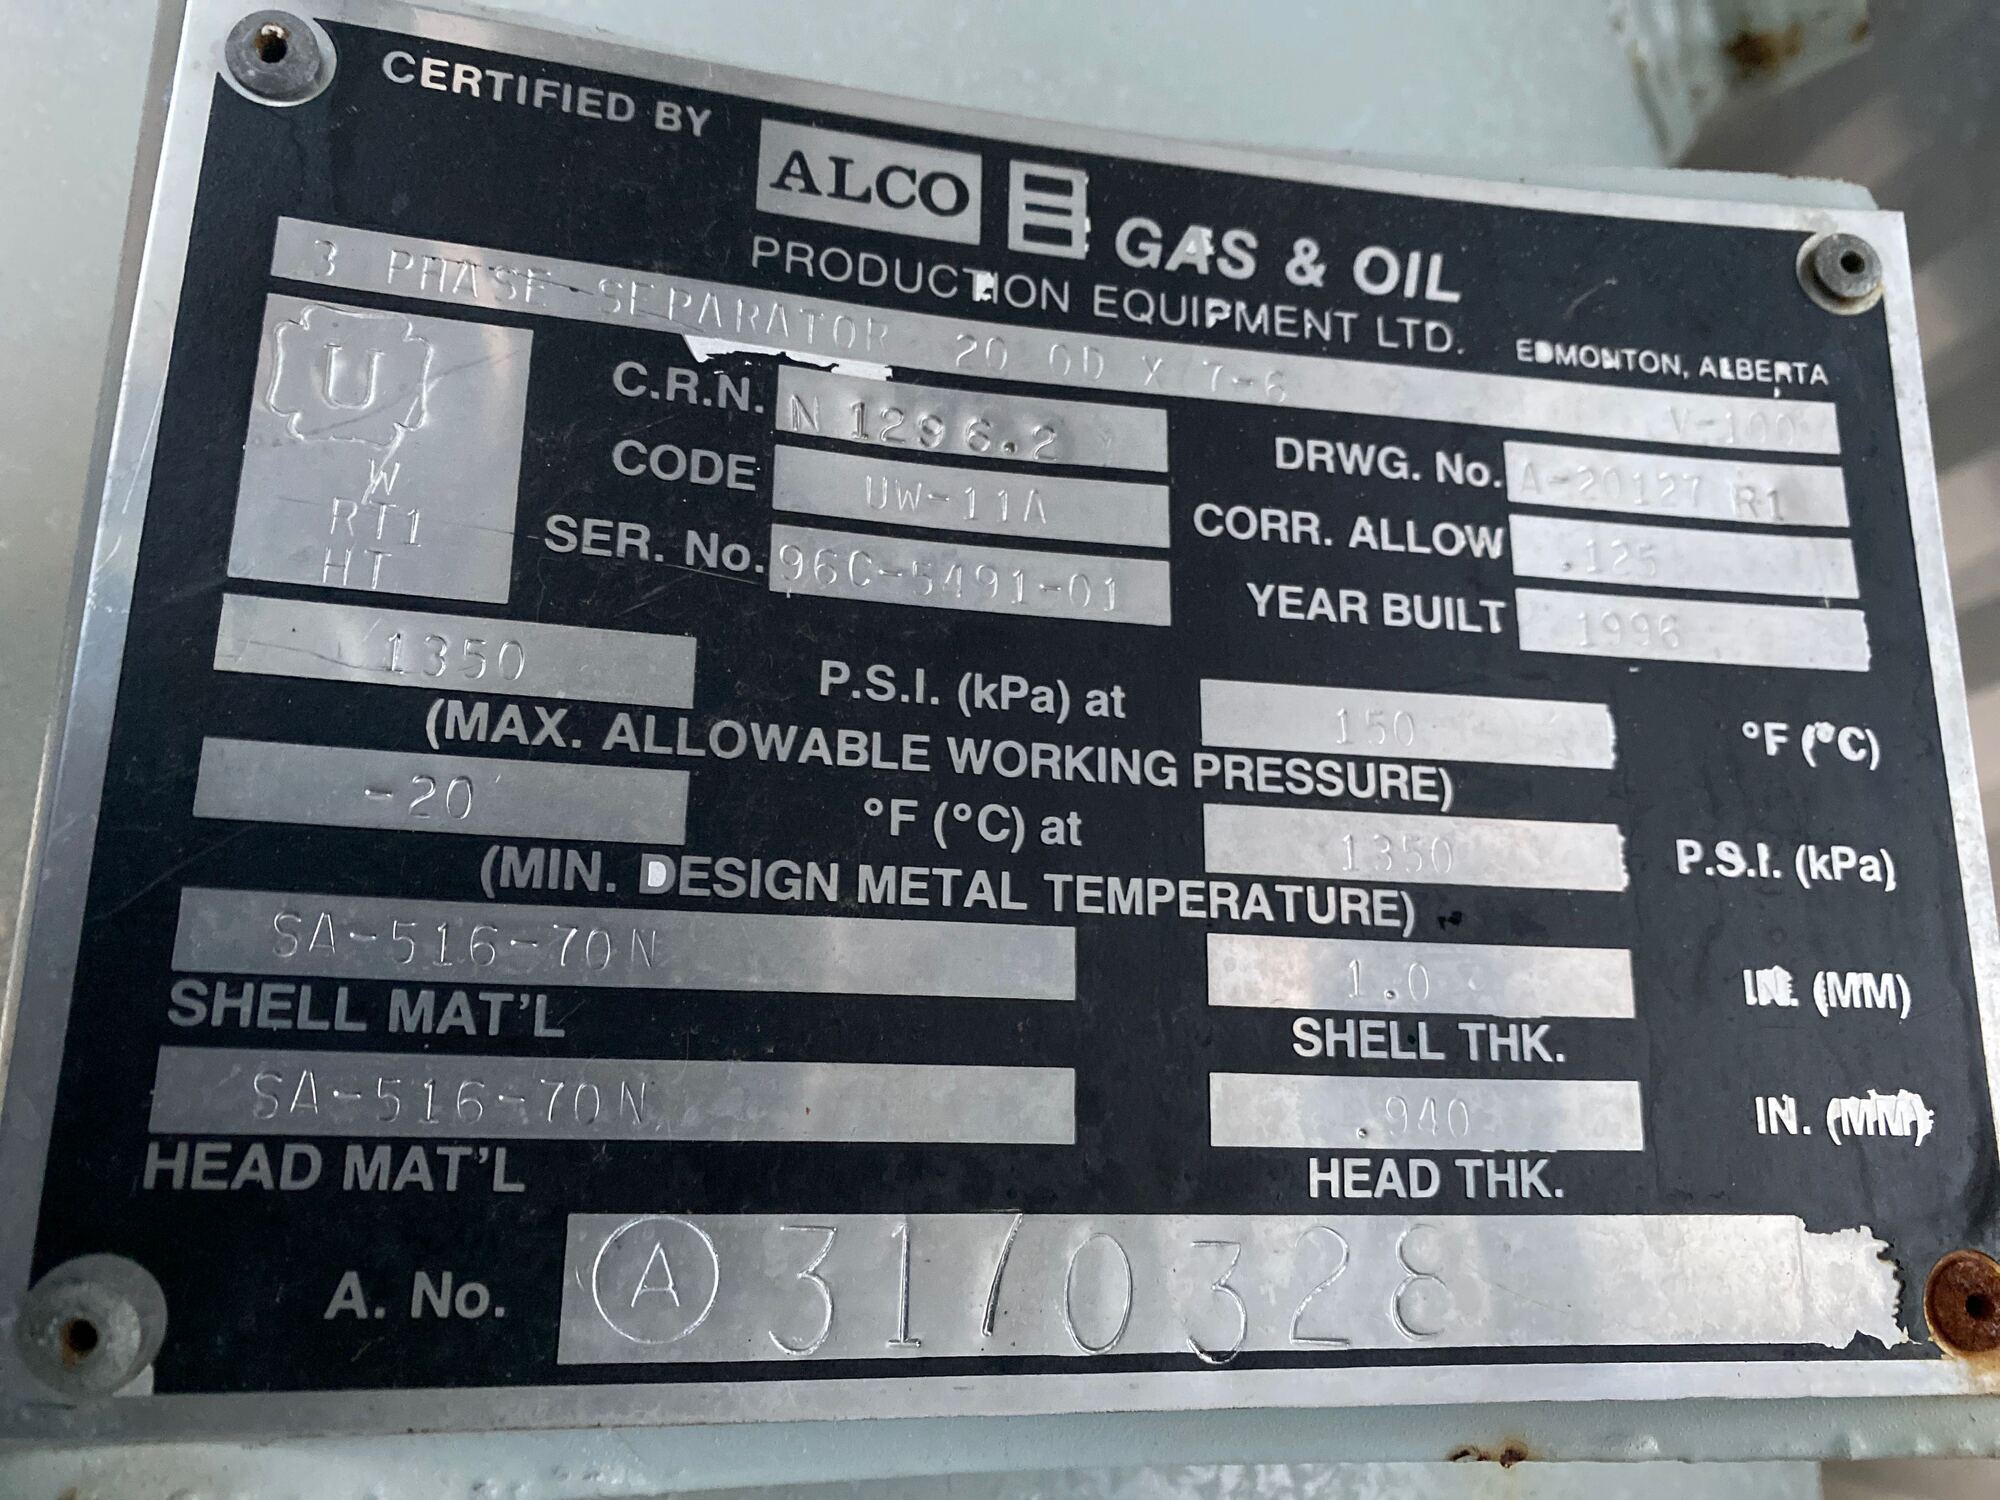 CERTIFIED BY
ALCO GAS & OIL
PRODUCTION EQUIPMENT LTD. EDMONTON, ALBERTA
3 PHASE SEPARATOR 20 OD X 7-6 V-100
U
W
RT1
HT
C.R.N. N 1296.2
DRWG. No. A-20127 R1
CODE UW-11A
CORR. ALLOW .125
SER. No. 96C-5491-01
YEAR BUILT 1996
1350 P.S.I. (kPa) at 150 °F (°C)
(MAX. ALLOWABLE WORKING PRESSURE)
-20 °F (°C) at 1350 P.S.I. (kPa)
(MIN. DESIGN METAL TEMPERATURE)
SA-516-70N 1.0 IN. (MM)
SHELL MAT'L SHELL THK.
SA-516-70N .940 IN. (MM)
HEAD MAT'L HEAD THK.
A. No. A 3170328